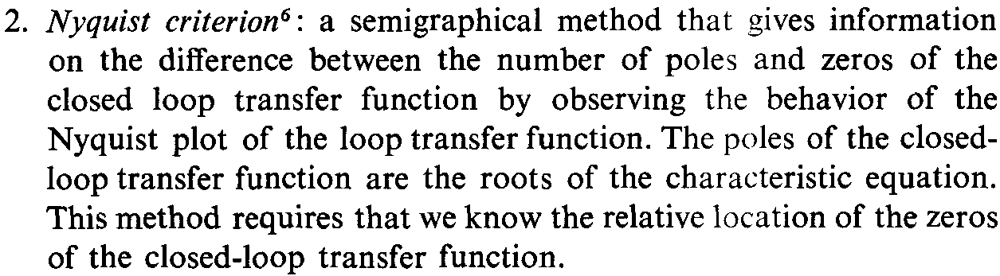 2. Nyquist criterion⁶: a semigraphical method that gives information
on the difference between the number of poles and zeros of the
closed loop transfer function by observing the behavior of the
Nyquist plot of the loop transfer function. The poles of the closed-
loop transfer function are the roots of the characteristic equation.
This method requires that we know the relative location of the zeros
of the closed-loop transfer function.